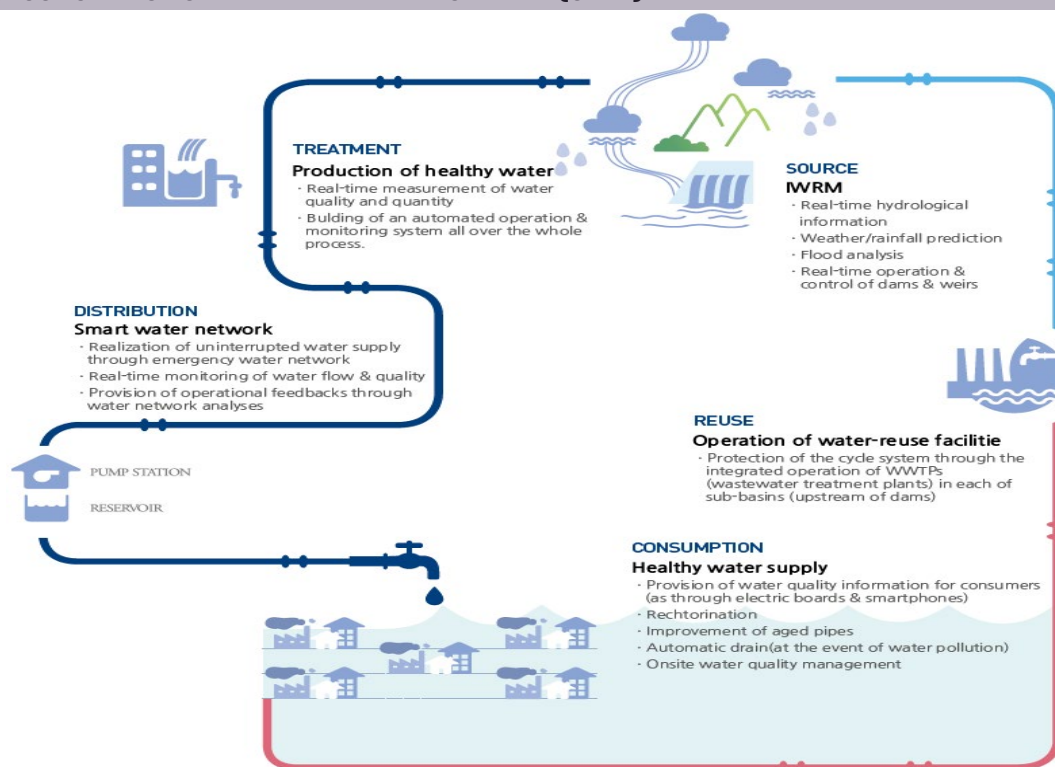 TREATMENT
Production of healthy water
· Real-time measurement of water
quality and quantity
· Bulding of an automated operation &
monitoring system all over the whole
process.
SOURCE
IWRM
· Real-time hydrological
information
· Weather/rainfall prediction
· Flood analysis
· Real-time operation &
control of dams & weirs
DISTRIBUTION
Smart water network
· Realization of uninterrupted water supply
through emergency water network
· Real-time monitoring of water flow & quality
· Provision of operational feedbacks through
water network analyses
PUMP STATION
RESERVOIR
REUSE
Operation of water-reuse facilitie
· Protection of the cycle system through the
integrated operation of WWTPs
(wastewater treatment plants) in each of
sub-basins (upstream of dams)
CONSUMPTION
Healthy water supply
· Provision of water quality information for consumers
(as through electric boards & smartphones)
· Rechtorination
· Improvement of aged pipes
· Automatic drain(at the event of water pollution)
· Onsite water quality management